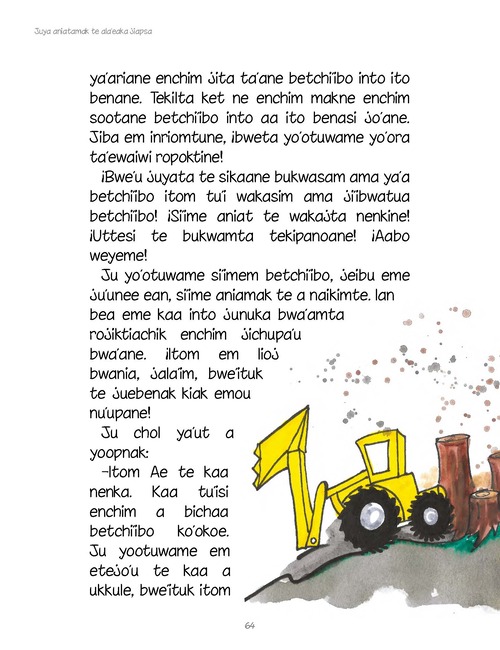 Juya aniatamak te ala'eaka Jiapsa
ya'ariane enchim jita ta'ane betchi'ibo into ito
benane. Tekilta ket ne enchim makne enchim
sootane betchi'ibo into aa ito benasi jo'ane.
Jiba em inriomtune, ¡bweta yo'otuwame yo'ora
ta'ewaiwi ropoktine!
¡Bwe'u juyata te sikaane bukwasam ama ya'a
betchi'ibo itom tu'i wakasim ama ji'ibwatua
betchi'ibo! ¡Si'ime aniat te wakajta nenkine!
¡Uttesi te bukwamta tekipanoane! ¡Aabo
weyeme!
Ju yo'otuwame si'imem betchi'ibo, jeibu eme
ju'unee ean, si'ime aniamak te a naikimte. Ian
bea eme kaa into junuka bwa'amta
rojiktiachik enchim jichupa'u
bwa'ane. ¡Itom em lioj
bwania, jala'im, bwe'ituk
te juebenak kiak emou
nu'upane!
Ju chol ya'ut a
yoopnak:
–Itom Ae te kaa
nenka. Kaa tu'isi
enchim a bichaa
betchi'ibo ko'okoe.
Ju yootuwame em
etejo'u te kaa a
ukkule, bwe'ituk itom
64